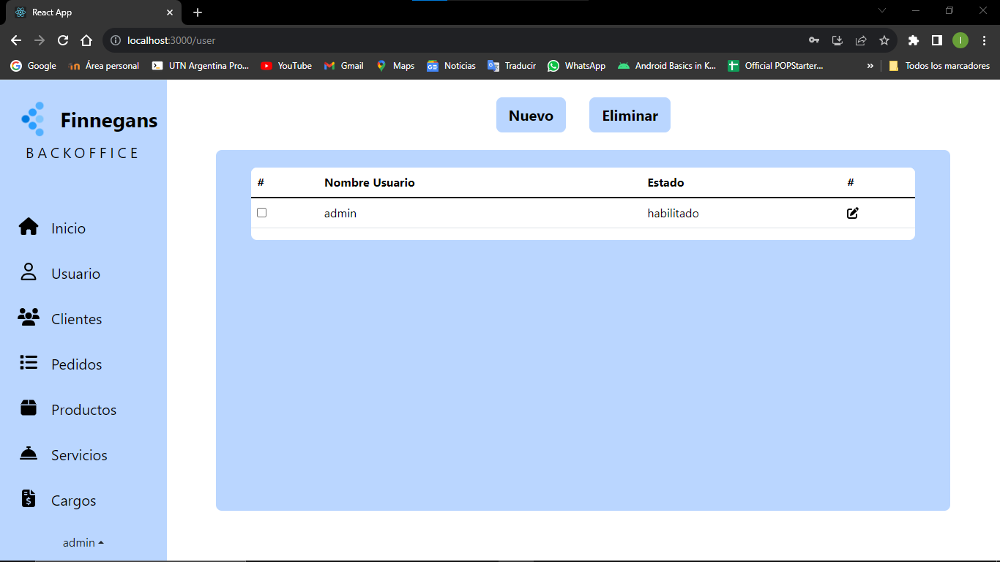 React App
localhost:3000/user
I
Google
Área personal
UTN Argentina Pro...
YouTube
Gmail
Maps
Noticias
Traducir
WhatsApp
Android Basics in K...
Official POPStarter...
»
Todos los marcadores
Finnegans
BACKOFFICE
Inicio
Usuario
Clientes
Pedidos
Productos
Servicios
Cargos
admin
Nuevo Eliminar
# Nombre Usuario Estado #
admin habilitado